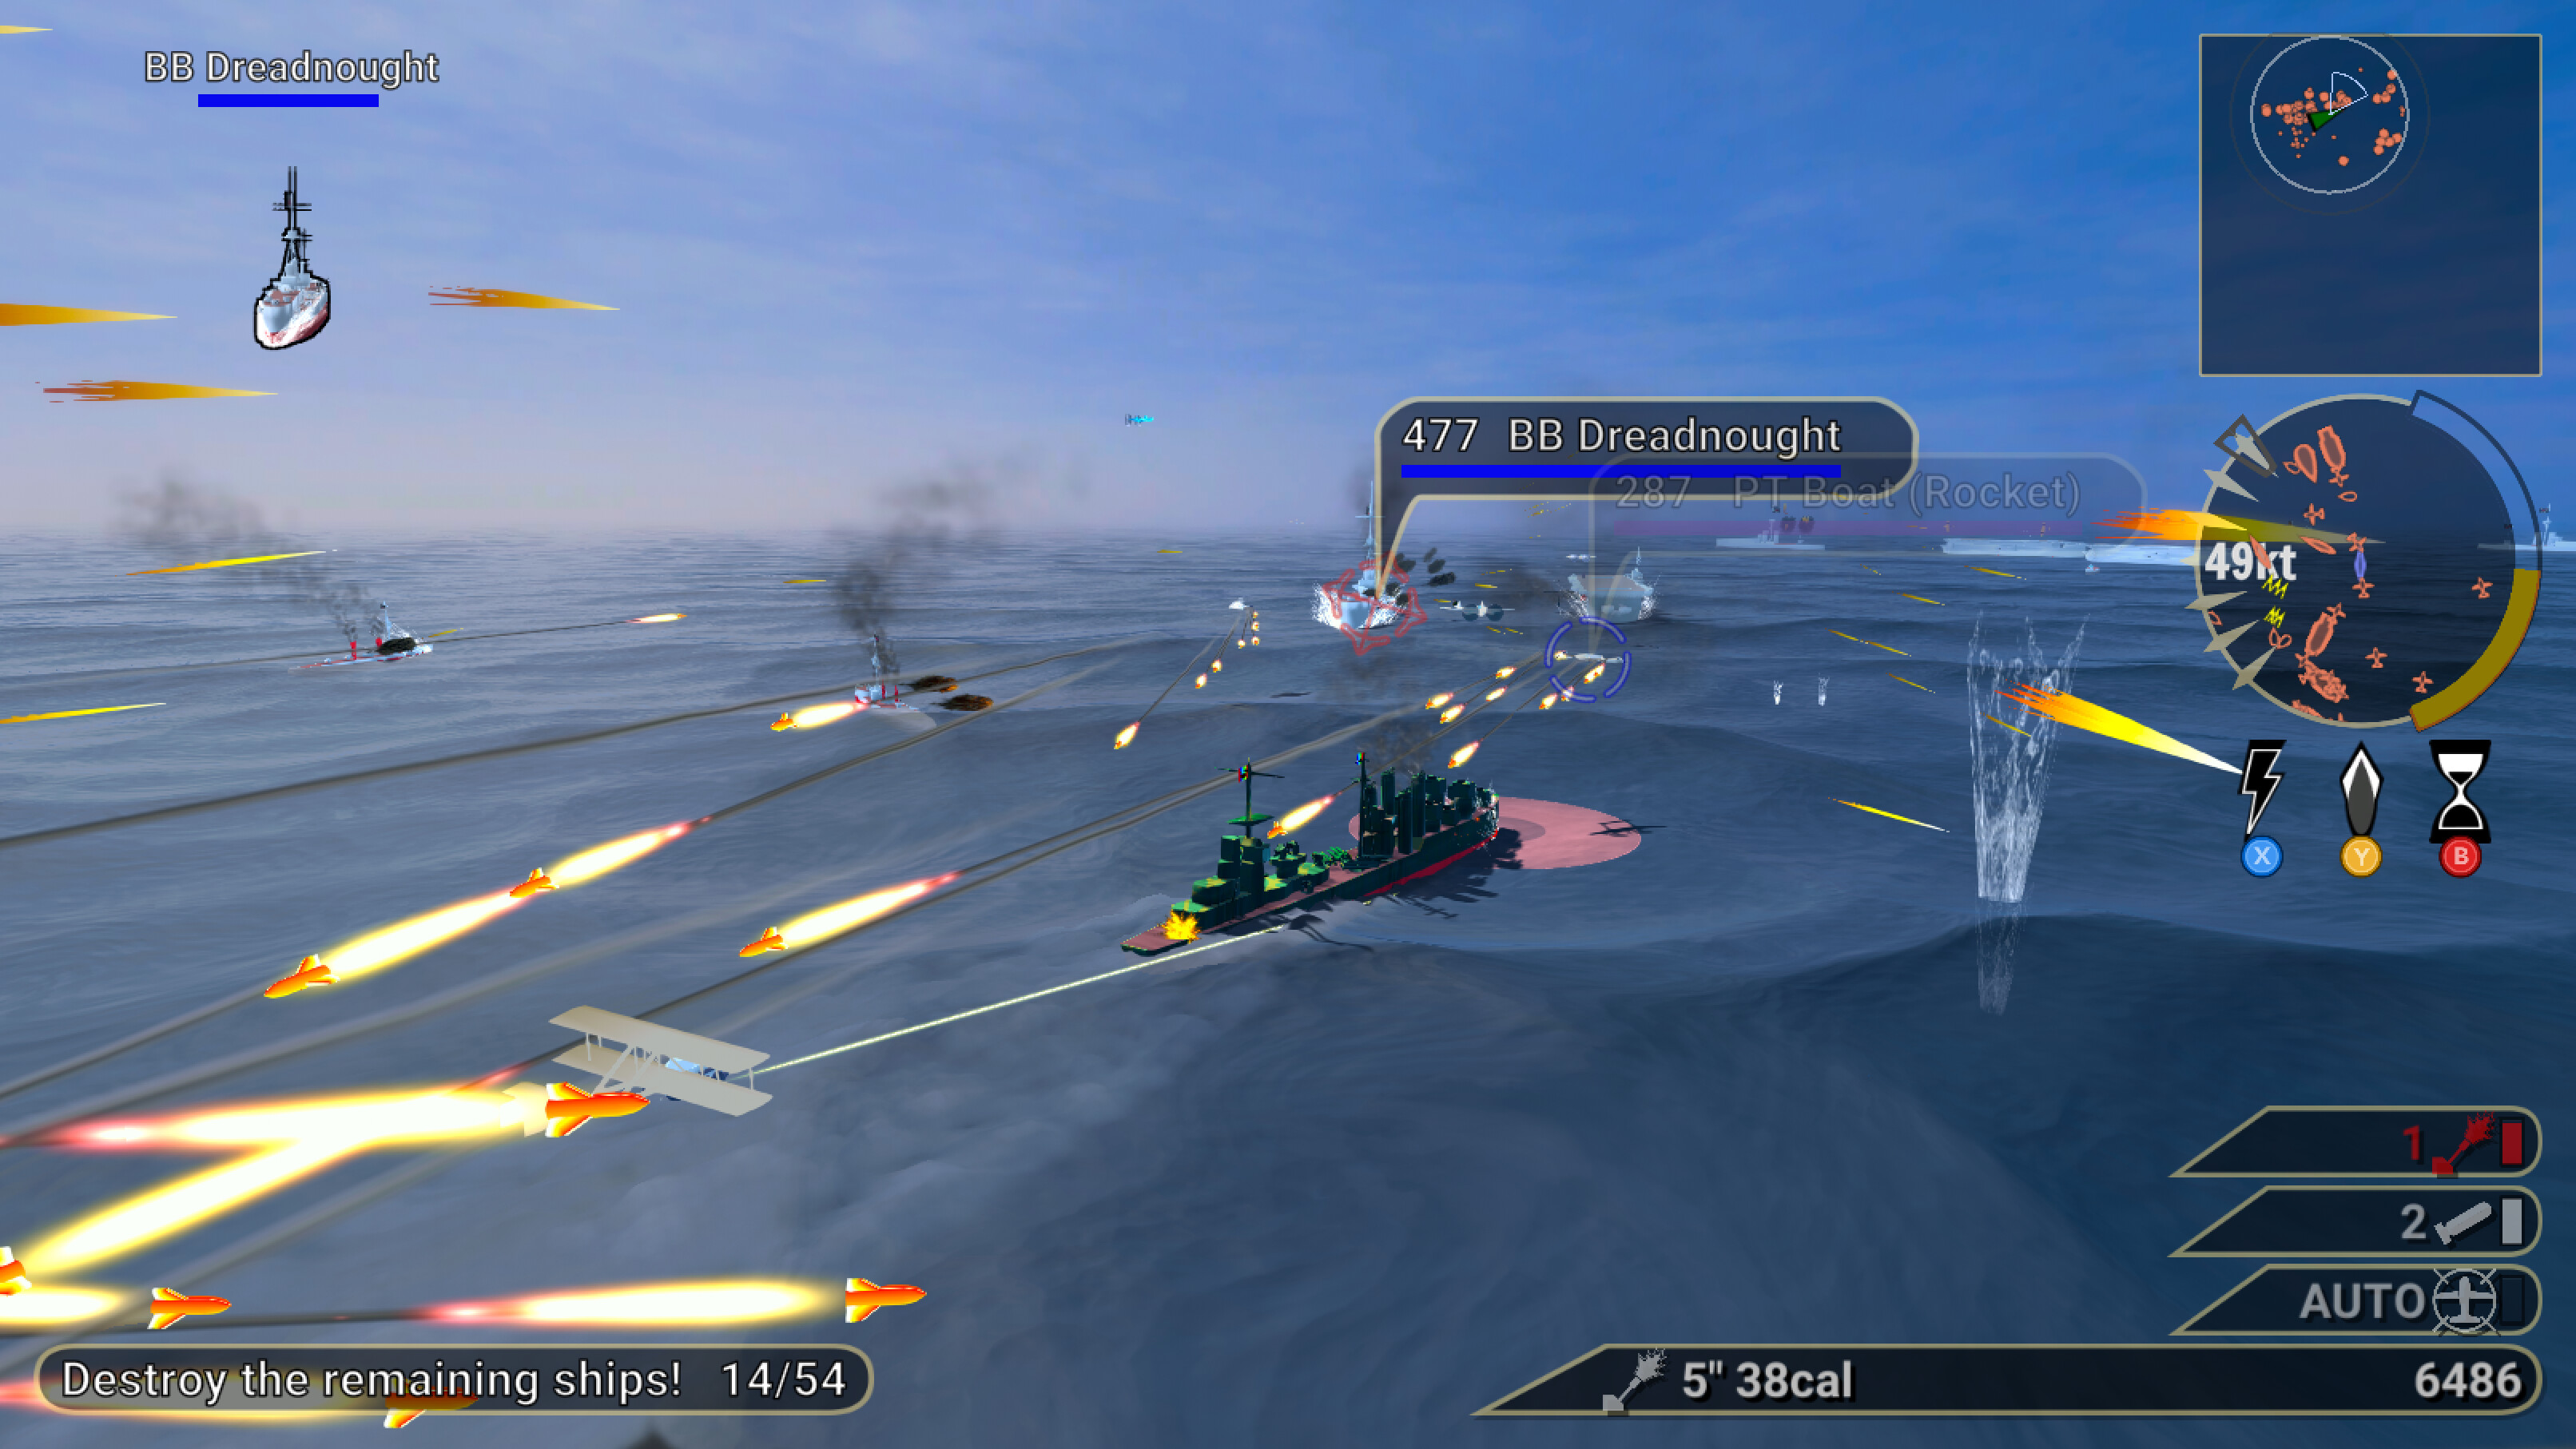 BB Dreadnought
477 BB Dreadnought
287 PT Boat (Rocket)
49kt
X Y B
1
2
AUTO
Destroy the remaining ships! 14/54
5" 38cal 6486